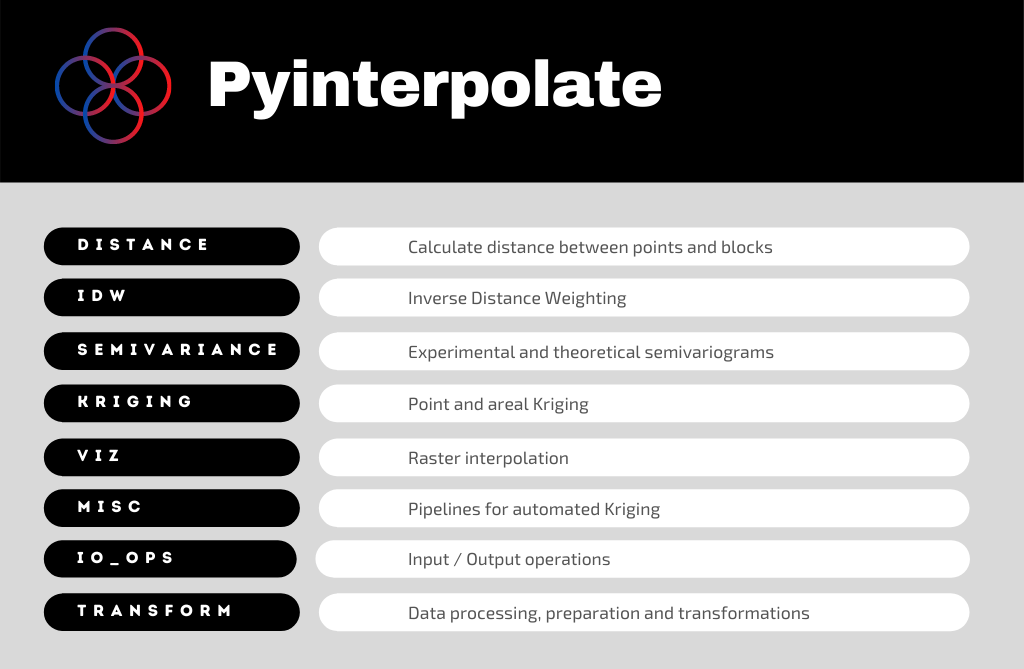 Pyinterpolate
DISTANCE
Calculate distance between points and blocks
IDW
Inverse Distance Weighting
SEMIVARIANCE
Experimental and theoretical semivariograms
KRIGING
Point and areal Kriging
VIZ
Raster interpolation
MISC
Pipelines for automated Kriging
IO_OPS
Input / Output operations
TRANSFORM
Data processing, preparation and transformations